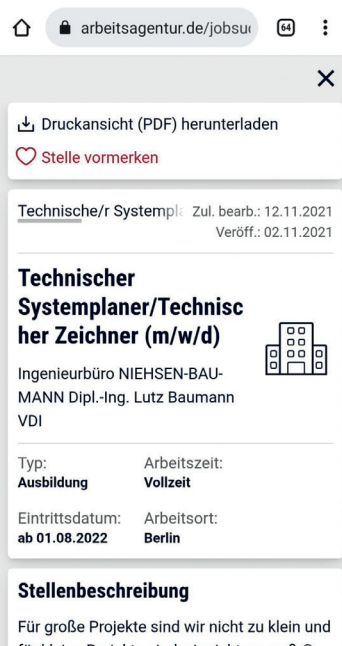 arbeitsagentur.de/jobsu
64
Druckansicht (PDF) herunterladen
Stelle vormerken
Technische/r Systempl
Zul. bearb.: 12.11.2021
Veröff.: 02.11.2021
Technischer
Systemplaner/Technisc
her Zeichner (m/w/d)
Ingenieurbüro NIEHSEN-BAU-
MANN Dipl.-Ing. Lutz Baumann
VDI
Typ:
Ausbildung
Arbeitszeit:
Vollzeit
Eintrittsdatum:
ab 01.08.2022
Arbeitsort:
Berlin
Stellenbeschreibung
Für große Projekte sind wir nicht zu klein und